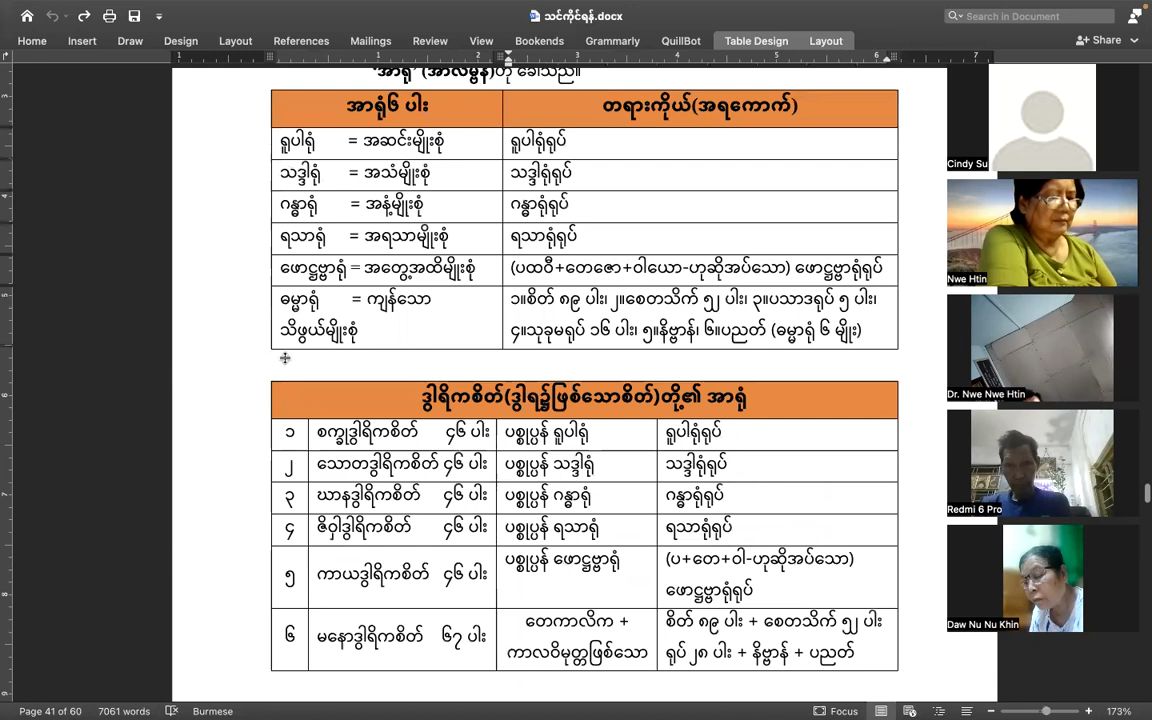 သင်ကိုင်ရန်.docx
Search in Document
Home Insert Draw Design Layout References Mailings Review View Bookends Grammarly QuillBot Table Design Layout Share
'အာရုံ' (အာလမ္ဗန)တို့ ခေါ်သည်။
အာရုံ၆ ပါး တရားကိုယ်(အရကောက်)
ရူပါရုံ = အဆင်းမျိုးစုံ ရူပါရုံရုပ်
သဒ္ဒါရုံ = အသံမျိုးစုံ သဒ္ဒါရုံရုပ်
ဂန္ဓာရုံ = အနံ့မျိုးစုံ ဂန္ဓာရုံရုပ်
ရသာရုံ = အရသာမျိုးစုံ ရသာရုံရုပ်
ဖောဋ္ဌဗ္ဗာရုံ = အတွေ့အထိမျိုးစုံ (ပထဝီ+တေဇော+ဝါယော-ဟုဆိုအပ်သော) ဖောဋ္ဌဗ္ဗာရုံရုပ်
ဓမ္မာရုံ = ကျန်သော ၁။စိတ် ၈၉ ပါး၊ ၂။စေတသိက် ၅၂ ပါး၊ ၃။ပသာဒရုပ် ၅ ပါး၊
သိဖွယ်မျိုးစုံ ၄။သုခုမရုပ် ၁၆ ပါး၊ ၅။နိဗ္ဗာန်၊ ၆။ပညတ် (ဓမ္မာရုံ ၆ မျိုး)
ဒွါရိကစိတ်(ဒွါရ၌ဖြစ်သောစိတ်)တို့၏ အာရုံ
၁ စက္ခုဒွါရိကစိတ် ၄၆ ပါး ပစ္စုပ္ပန် ရူပါရုံ ရူပါရုံရုပ်
၂ သောတဒွါရိကစိတ် ၄၆ ပါး ပစ္စုပ္ပန် သဒ္ဒါရုံ သဒ္ဒါရုံရုပ်
၃ ဃာနဒွါရိကစိတ် ၄၆ ပါး ပစ္စုပ္ပန် ဂန္ဓာရုံ ဂန္ဓာရုံရုပ်
၄ ဇိဝှါဒွါရိကစိတ် ၄၆ ပါး ပစ္စုပ္ပန် ရသာရုံ ရသာရုံရုပ်
၅ ကာယဒွါရိကစိတ် ၄၆ ပါး ပစ္စုပ္ပန် ဖောဋ္ဌဗ္ဗာရုံ (ပ+တေ+ဝါ-ဟုဆိုအပ်သော)
ဖောဋ္ဌဗ္ဗာရုံရုပ်
၆ မနောဒွါရိကစိတ် ၆၇ ပါး တေကာလိက + စိတ် ၈၉ ပါး + စေတသိက် ၅၂ ပါး
ကာလဝိမုတ္တဖြစ်သော ရုပ်၂၈ ပါး + နိဗ္ဗာန် + ပညတ်
Cindy Su
Nwe Htin
Dr. Nwe Nwe Htin
Redmi 6 Pro
Daw Nu Nu Khin
Page 41 of 60 7061 words Burmese Focus 173%